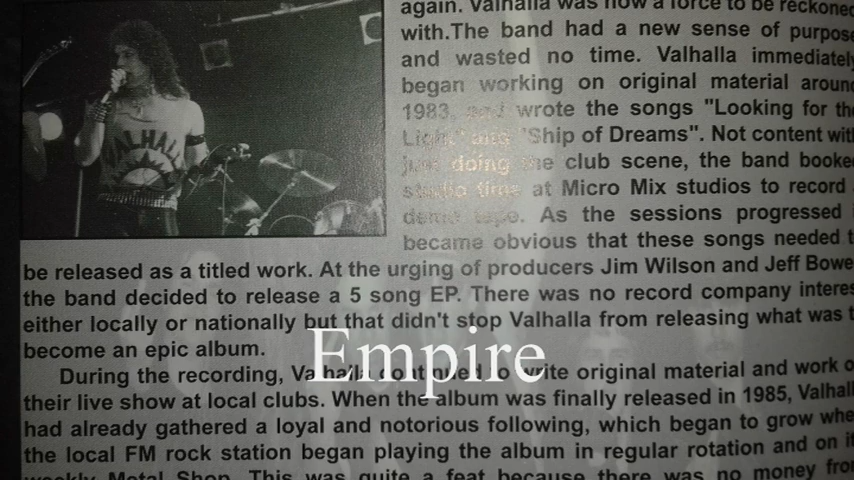 VALHALLA
again. Valhalla was now a force to be reckoned
with.The band had a new sense of purpose
and wasted no time. Valhalla immediately
began working on original material around
1983, and wrote the songs "Looking for the
Light" and "Ship of Dreams". Not content with
just doing the club scene, the band booked
studio time at Micro Mix studios to record
demo tape. As the sessions progressed
became obvious that these songs needed
be released as a titled work. At the urging of producers Jim Wilson and Jeff Bowe
the band decided to release a 5 song EP. There was no record company interes
either locally or nationally but that didn't stop Valhalla from releasing what was
become an epic album.
During the recording, Valhalla continued to write original material and work o
their live show at local clubs. When the album was finally released in 1985, Valhall
had already gathered a loyal and notorious following, which began to grow whe
the local FM rock station began playing the album in regular rotation and on it
weekly Metal Shop. This was quite a feat because there was no money from
Empire